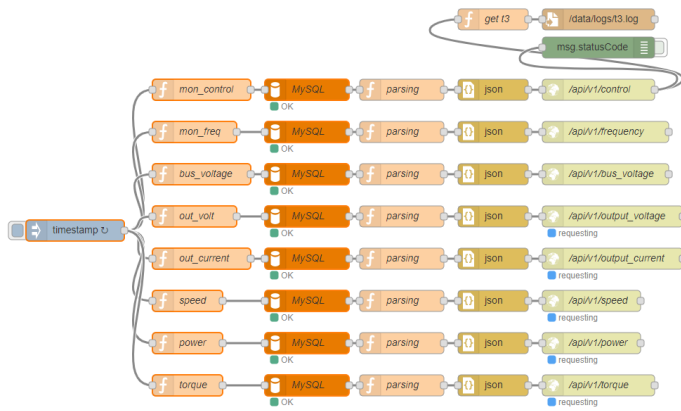 get t3 /data/logs/t3.log
msg.statusCode
mon_control MySQL parsing json /api/v1/control
OK
mon_freq MySQL parsing json /api/v1/frequency
OK
bus_voltage MySQL parsing json /api/v1/bus_voltage
OK
out_volt MySQL parsing json /api/v1/output_voltage
timestamp ↻
OK requesting
out_current MySQL parsing json /api/v1/output_current
OK requesting
speed MySQL parsing json /api/v1/speed
OK requesting
power MySQL parsing json /api/v1/power
OK requesting
torque MySQL parsing json /api/v1/torque
OK requesting